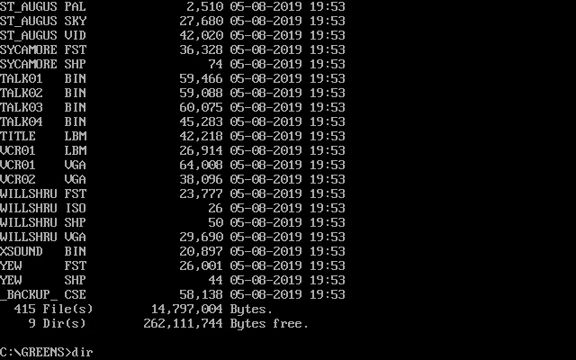 ST_AUGUS PAL 2,510 05-08-2019 19:53
ST_AUGUS SKY 27,680 05-08-2019 19:53
ST_AUGUS VID 42,020 05-08-2019 19:53
SYCAMORE FST 36,328 05-08-2019 19:53
SYCAMORE SHP 74 05-08-2019 19:53
TALK01 BIN 59,466 05-08-2019 19:53
TALK02 BIN 59,088 05-08-2019 19:53
TALK03 BIN 60,075 05-08-2019 19:53
TALK04 BIN 45,283 05-08-2019 19:53
TITLE LBM 42,218 05-08-2019 19:53
VCR01 LBM 26,914 05-08-2019 19:53
VCR01 VGA 64,008 05-08-2019 19:53
VCR02 VGA 38,096 05-08-2019 19:53
WILLSHRU FST 23,777 05-08-2019 19:53
WILLSHRU ISO 26 05-08-2019 19:53
WILLSHRU SHP 50 05-08-2019 19:53
WILLSHRU VGA 29,690 05-08-2019 19:53
XSOUND BIN 20,897 05-08-2019 19:53
YEW FST 26,001 05-08-2019 19:53
YEW SHP 44 05-08-2019 19:53
_BACKUP_ CSE 58,138 05-08-2019 19:53
415 File(s) 14,797,004 Bytes.
9 Dir(s) 262,111,744 Bytes free.
C:\GREENS>dir